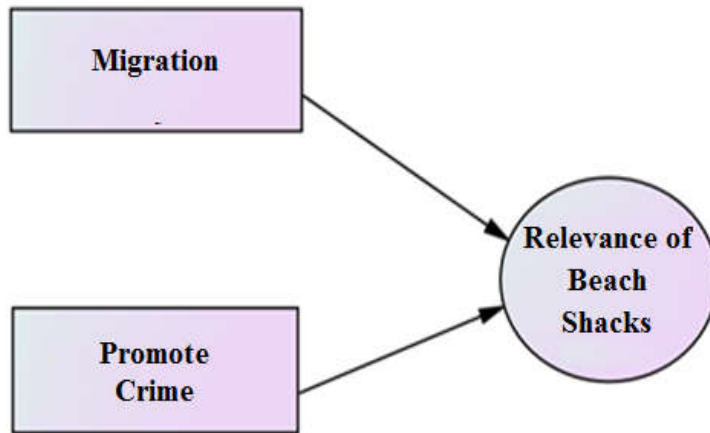 Migration
-
Relevance of
Beach
Shacks
Promote
Crime